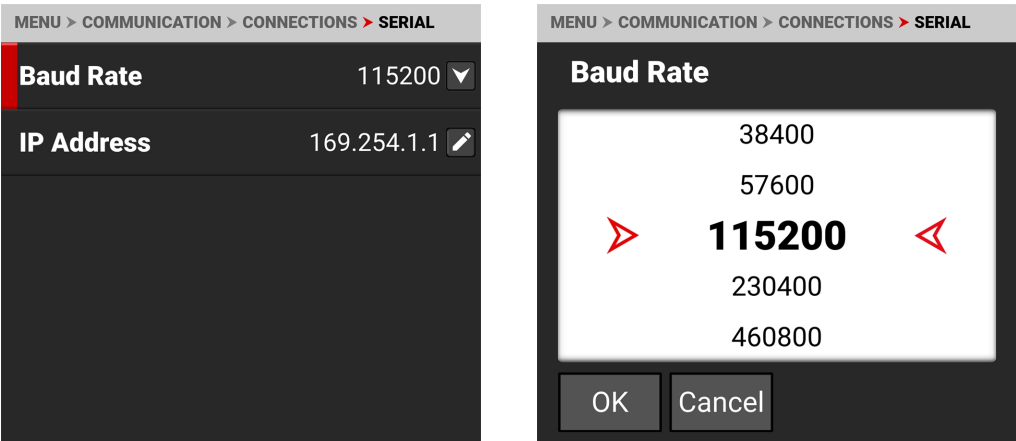 MENU > COMMUNICATION > CONNECTIONS > SERIAL
Baud Rate 115200
IP Address 169.254.1.1
MENU > COMMUNICATION > CONNECTIONS > SERIAL
Baud Rate
38400
57600
115200
230400
460800
OK Cancel